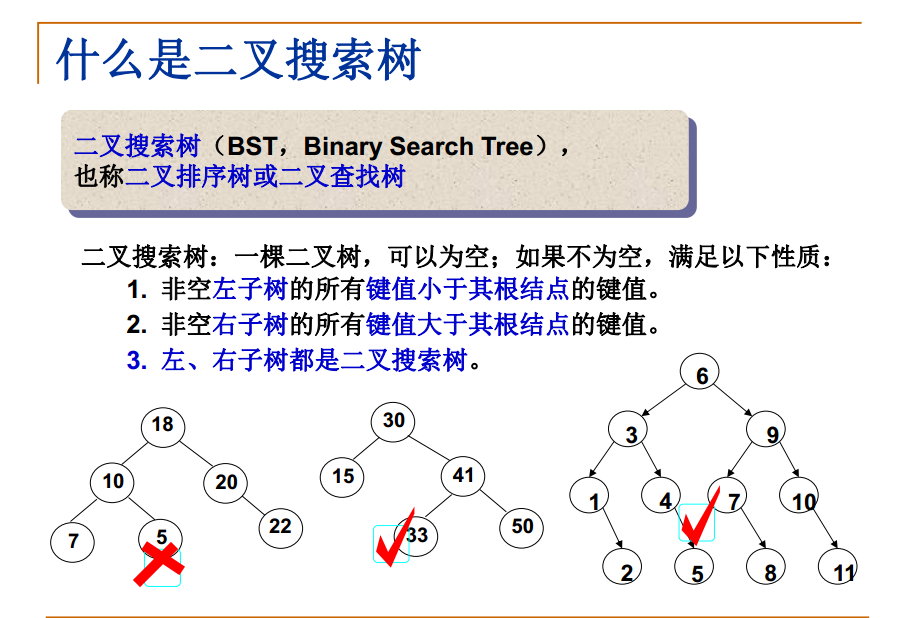 什么是二叉搜索树
二叉搜索树（BST，Binary Search Tree），
也称二叉排序树或二叉查找树
二叉搜索树：一棵二叉树，可以为空；如果不为空，满足以下性质：
1. 非空左子树的所有键值小于其根结点的键值。
2. 非空右子树的所有键值大于其根结点的键值。
3. 左、右子树都是二叉搜索树。
18
10 20
7 5 22
30
15 41
33 50
6
3 9
1 4 7 10
2 5 8 11